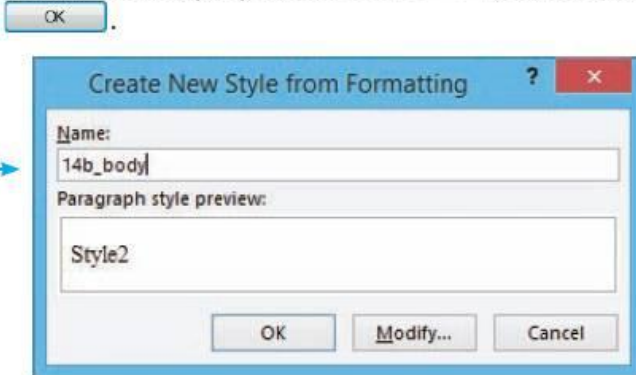 OK .
Create New Style from Formatting ? ×
Name:
14b_body
Paragraph style preview:
Style2
OK Modify... Cancel